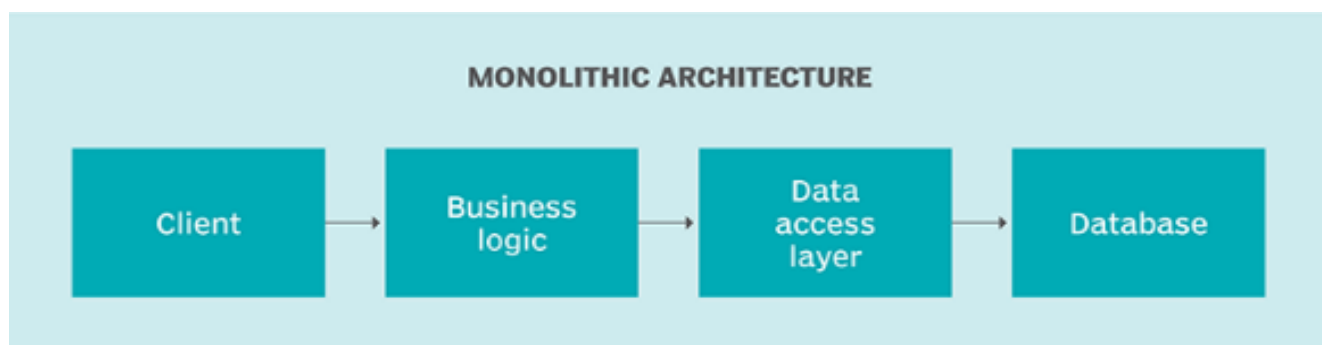 MONOLITHIC ARCHITECTURE
Client
Business
logic
Data
access
layer
Database